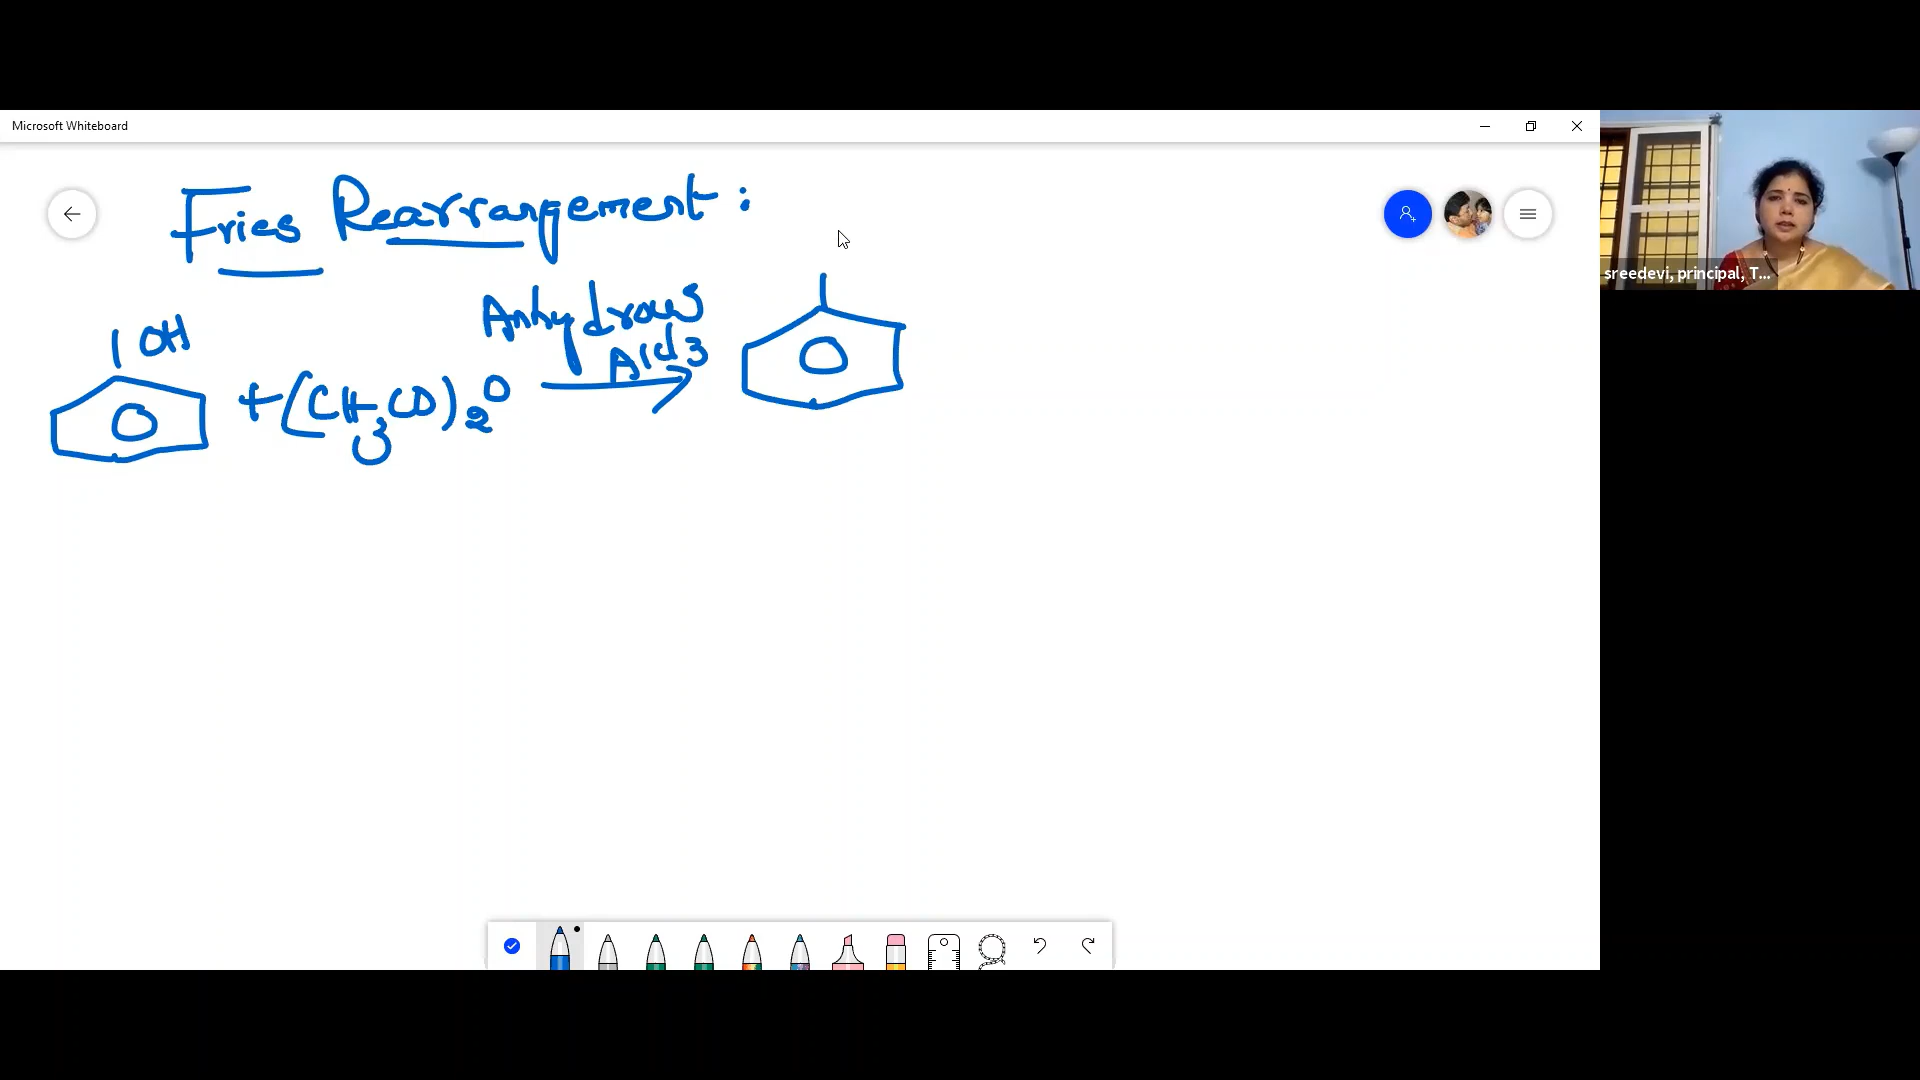 Microsoft Whiteboard
Fries Rearrangement :
sreedevi, principal, T...
Anhydrous
AlCl3
OH
+ (CH3CO)2O